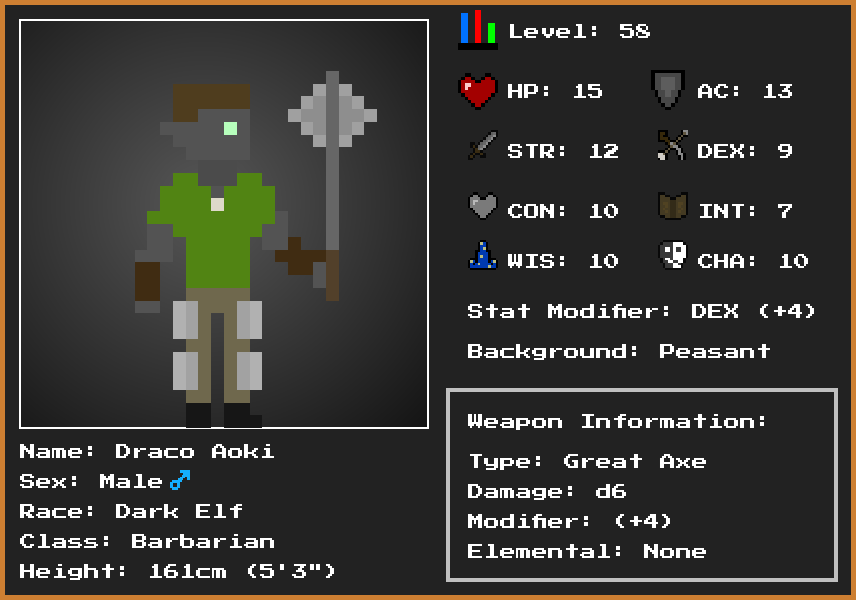 Level: 58
HP: 15
AC: 13
STR: 12
DEX: 9
CON: 10
INT: 7
WIS: 10
CHA: 10
Stat Modifier: DEX (+4)
Background: Peasant
Weapon Information:
Type: Great Axe
Damage: d6
Modifier: (+4)
Elemental: None
Name: Draco Aoki
Sex: Male♂
Race: Dark Elf
Class: Barbarian
Height: 161cm (5'3")